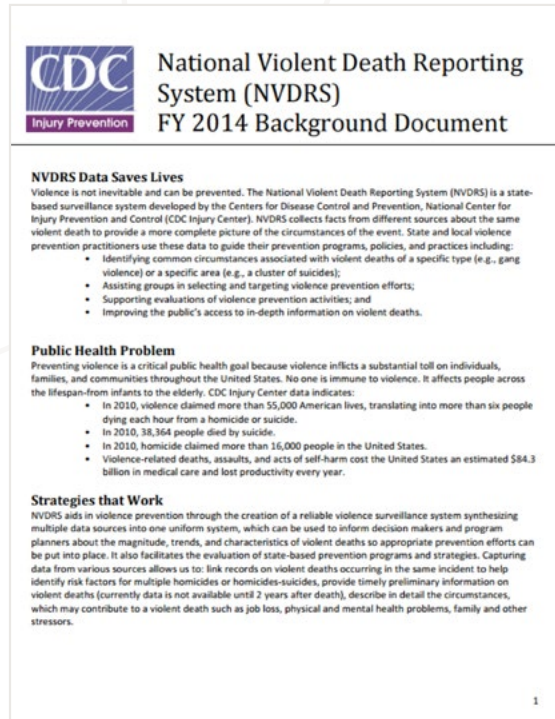 CDC
Injury Prevention
National Violent Death Reporting
System (NVDRS)
FY 2014 Background Document
NVDRS Data Saves Lives
Violence is not inevitable and can be prevented. The National Violent Death Reporting System (NVDRS) is a state-
based surveillance system developed by the Centers for Disease Control and Prevention, National Center for
Injury Prevention and Control (CDC Injury Center). NVDRS collects facts from different sources about the same
violent death to provide a more complete picture of the circumstances of the event. State and local violence
prevention practitioners use these data to guide their prevention programs, policies, and practices including:
• Identifying common circumstances associated with violent deaths of a specific type (e.g., gang
violence) or a specific area (e.g., a cluster of suicides);
• Assisting groups in selecting and targeting violence prevention efforts;
• Supporting evaluations of violence prevention activities; and
• Improving the public's access to in-depth information on violent deaths.
Public Health Problem
Preventing violence is a critical public health goal because violence inflicts a substantial toll on individuals,
families, and communities throughout the United States. No one is immune to violence. It affects people across
the lifespan-from infants to the elderly. CDC Injury Center data indicates:
• In 2010, violence claimed more than 55,000 American lives, translating into more than six people
dying each hour from a homicide or suicide.
• In 2010, 38,364 people died by suicide.
• In 2010, homicide claimed more than 16,000 people in the United States.
• Violence-related deaths, assaults, and acts of self-harm cost the United States an estimated $84.3
billion in medical care and lost productivity every year.
Strategies that Work
NVDRS aids in violence prevention through the creation of a reliable violence surveillance system synthesizing
multiple data sources into one uniform system, which can be used to inform decision makers and program
planners about the magnitude, trends, and characteristics of violent deaths so appropriate prevention efforts can
be put into place. It also facilitates the evaluation of state-based prevention programs and strategies. Capturing
data from various sources allows us to: link records on violent deaths occurring in the same incident to help
identify risk factors for multiple homicides or homicides-suicides, provide timely preliminary information on
violent deaths (currently data is not available until 2 years after death), describe in detail the circumstances,
which may contribute to a violent death such as job loss, physical and mental health problems, family and other
stressors.
1